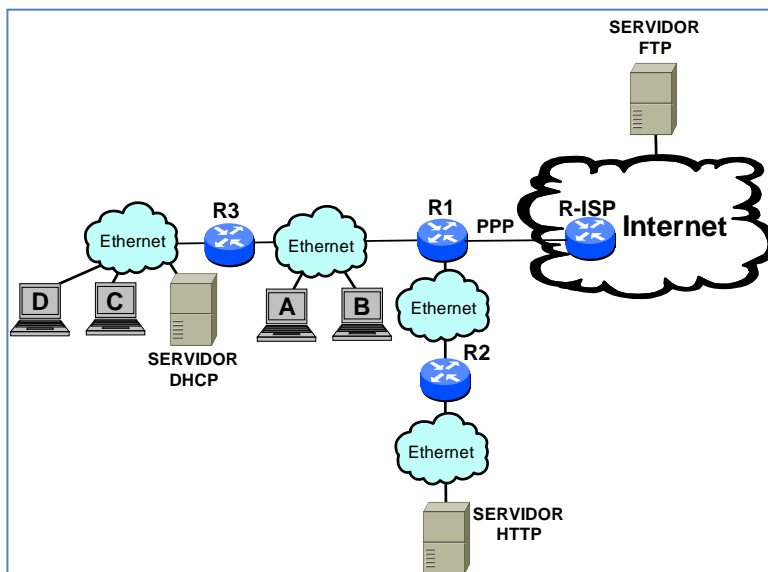 SERVIDOR
FTP
R3
R1
PPP
R-ISP
Internet
Ethernet
Ethernet
D
C
A
B
Ethernet
SERVIDOR
DHCP
R2
Ethernet
SERVIDOR
HTTP